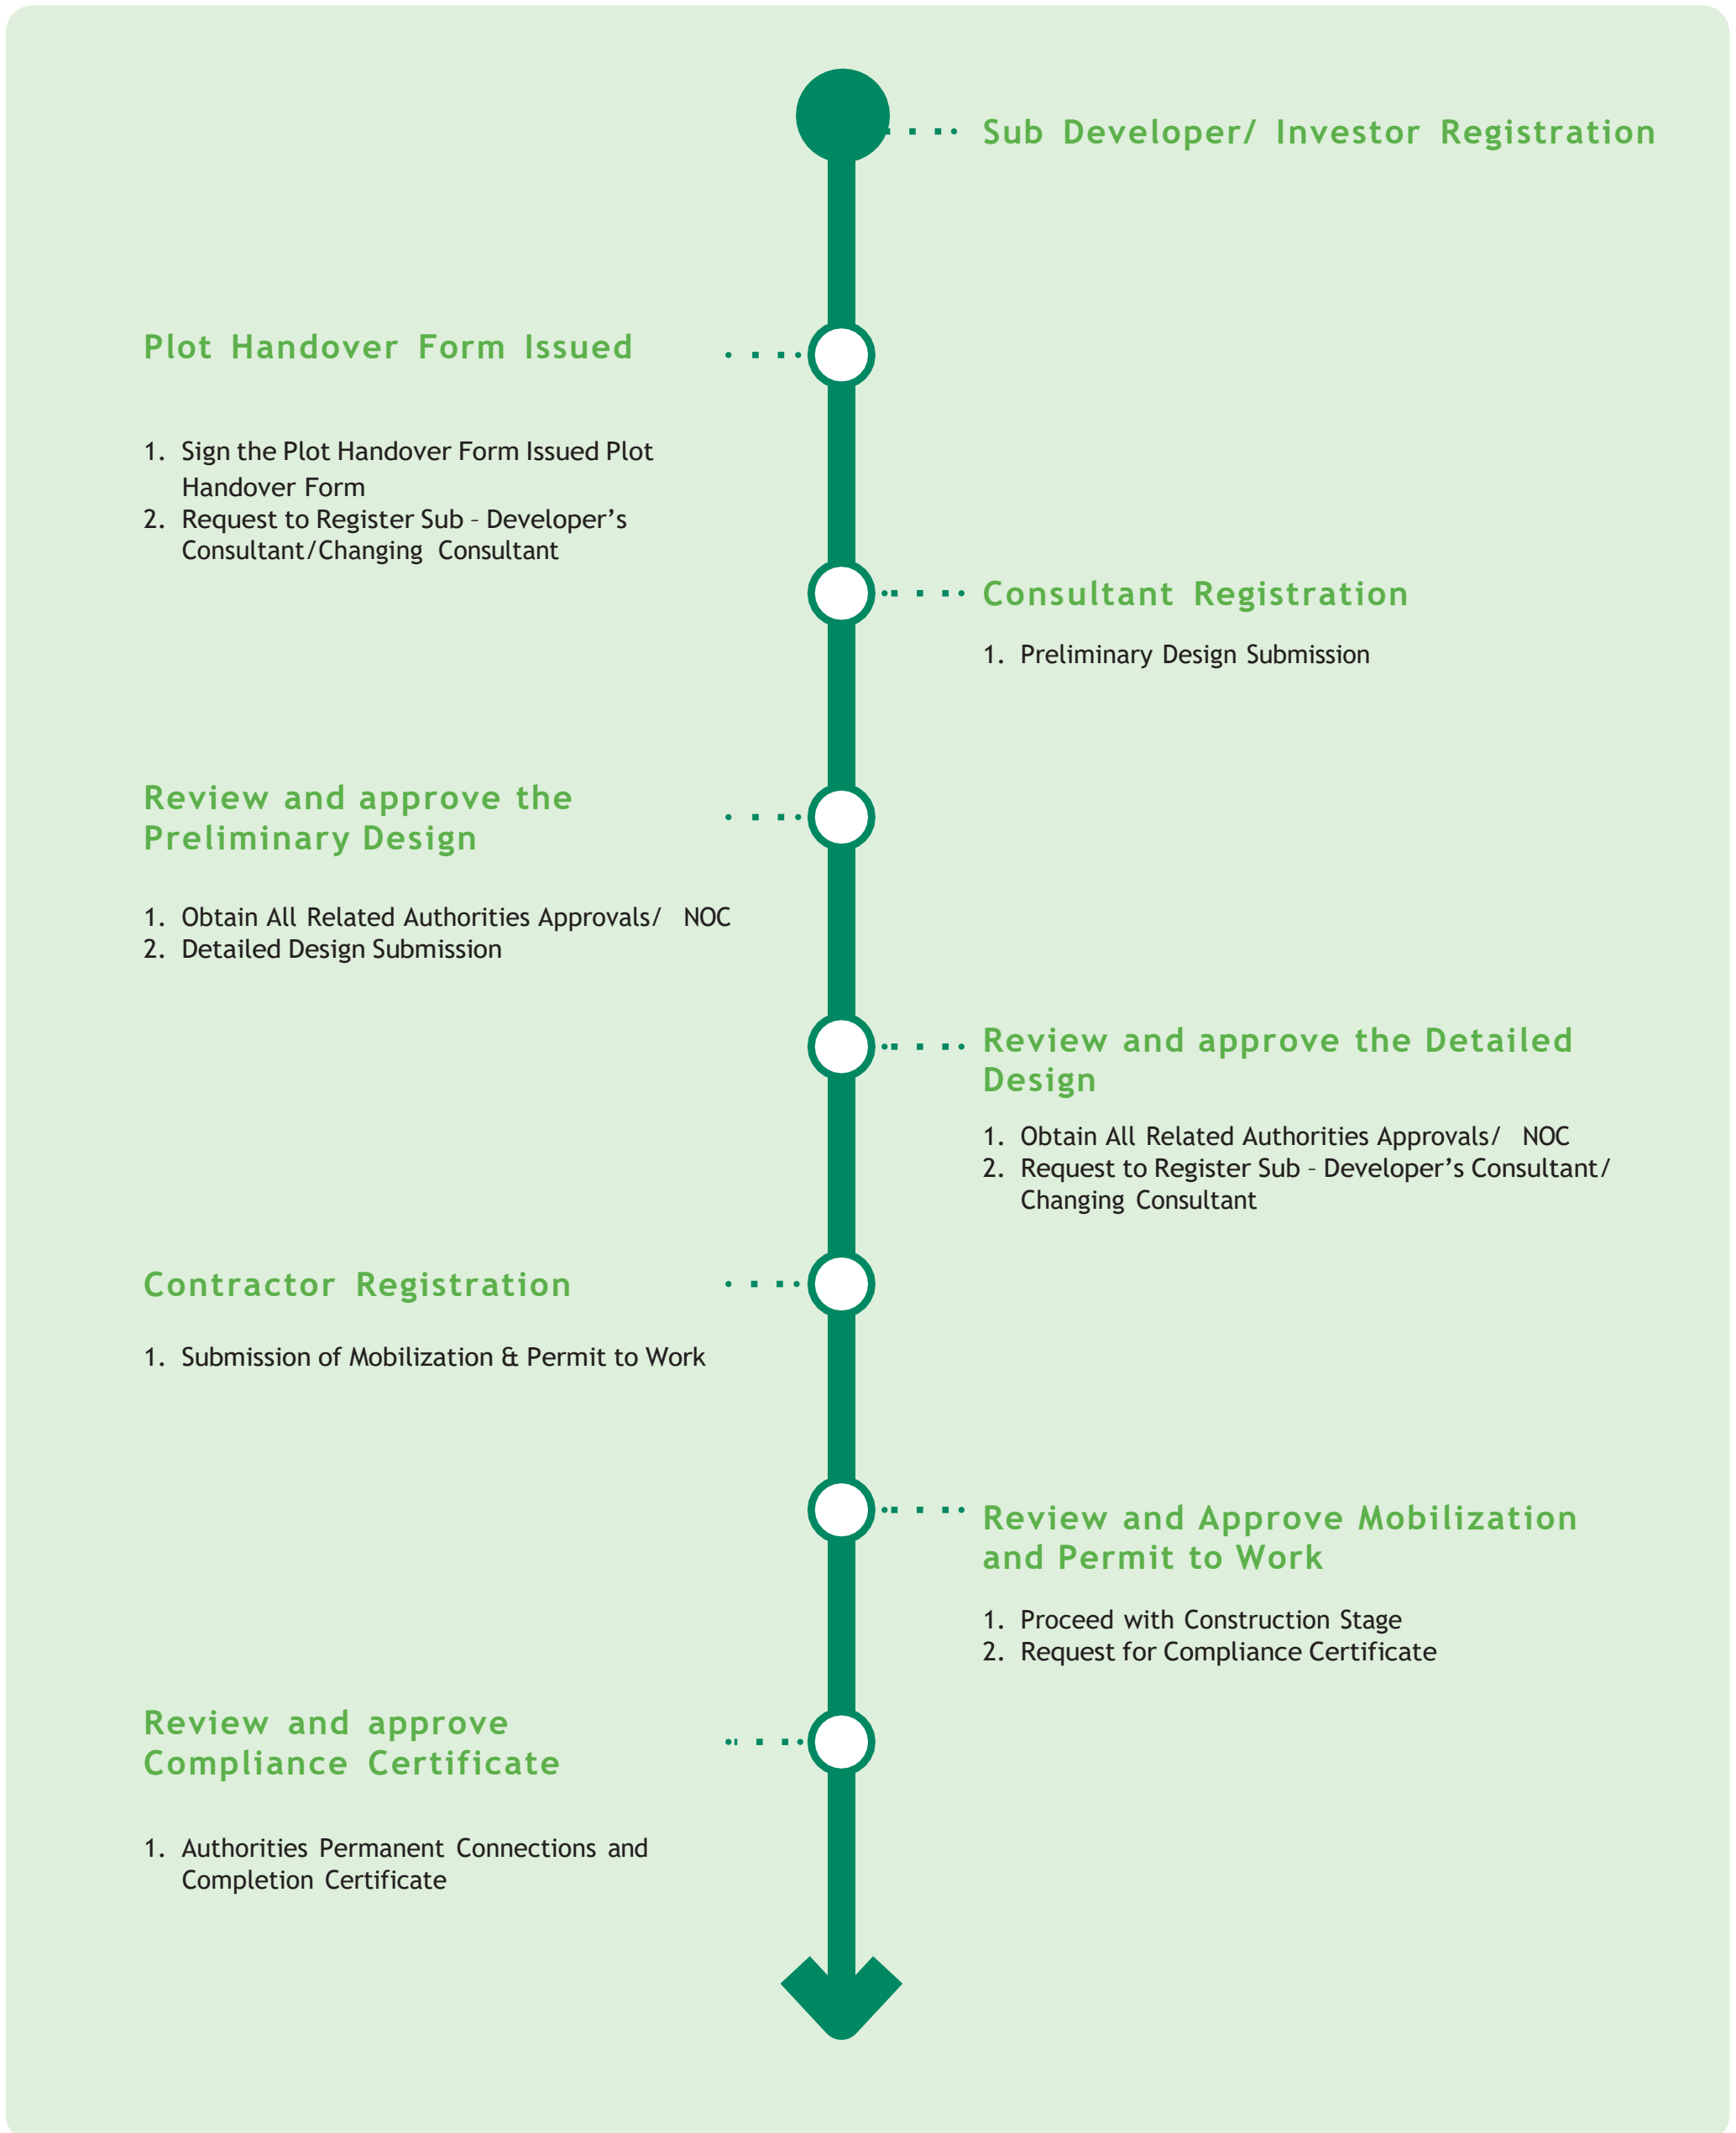 Sub Developer/ Investor Registration
Plot Handover Form Issued
1. Sign the Plot Handover Form Issued Plot
Handover Form
2. Request to Register Sub – Developer’s
Consultant/Changing Consultant
Consultant Registration
1. Preliminary Design Submission
Review and approve the
Preliminary Design
1. Obtain All Related Authorities Approvals/ NOC
2. Detailed Design Submission
Review and approve the Detailed
Design
1. Obtain All Related Authorities Approvals/ NOC
2. Request to Register Sub – Developer’s Consultant/
Changing Consultant
Contractor Registration
1. Submission of Mobilization & Permit to Work
Review and Approve Mobilization
and Permit to Work
1. Proceed with Construction Stage
2. Request for Compliance Certificate
Review and approve
Compliance Certificate
1. Authorities Permanent Connections and
Completion Certificate